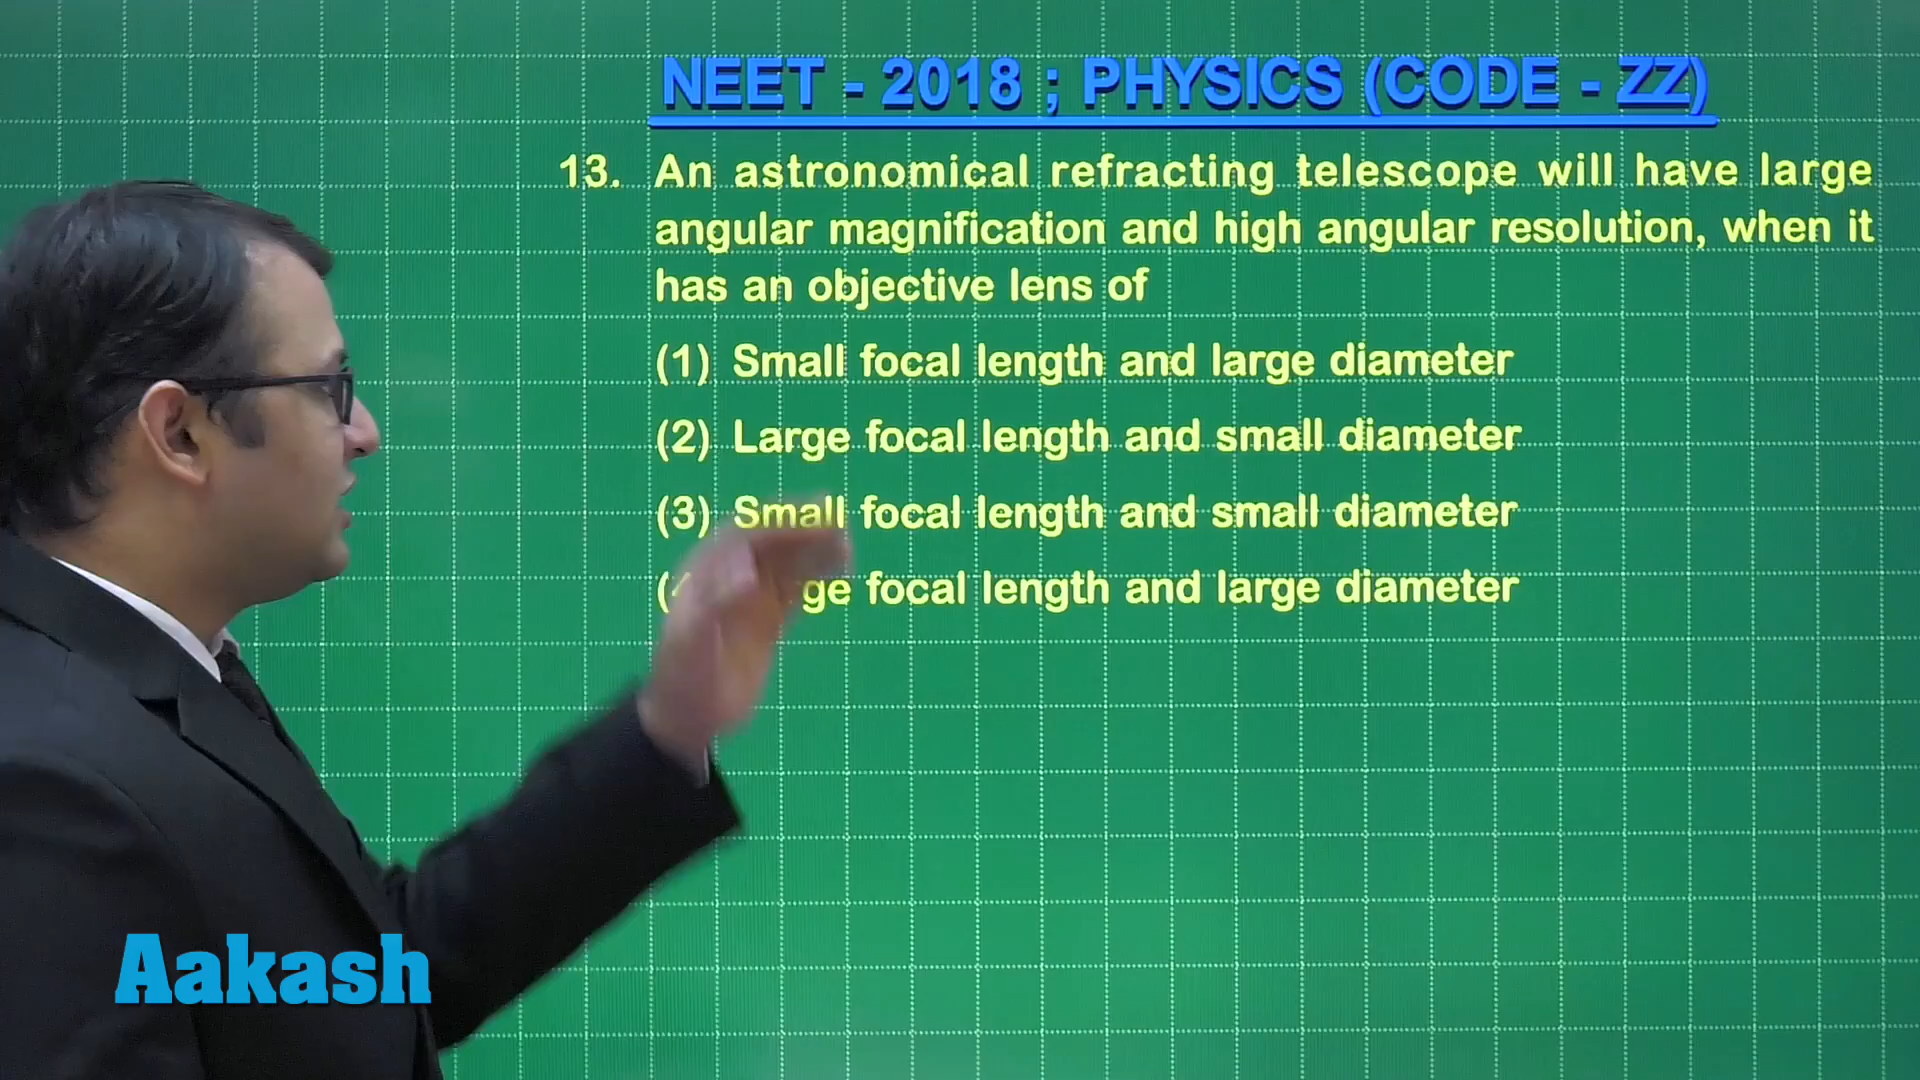 NEET - 2018 ; PHYSICS (CODE - ZZ)
13. An astronomical refracting telescope will have large
angular magnification and high angular resolution, when it
has an objective lens of
(1) Small focal length and large diameter
(2) Large focal length and small diameter
(3) Small focal length and small diameter
focal length and large diameter
Aakash